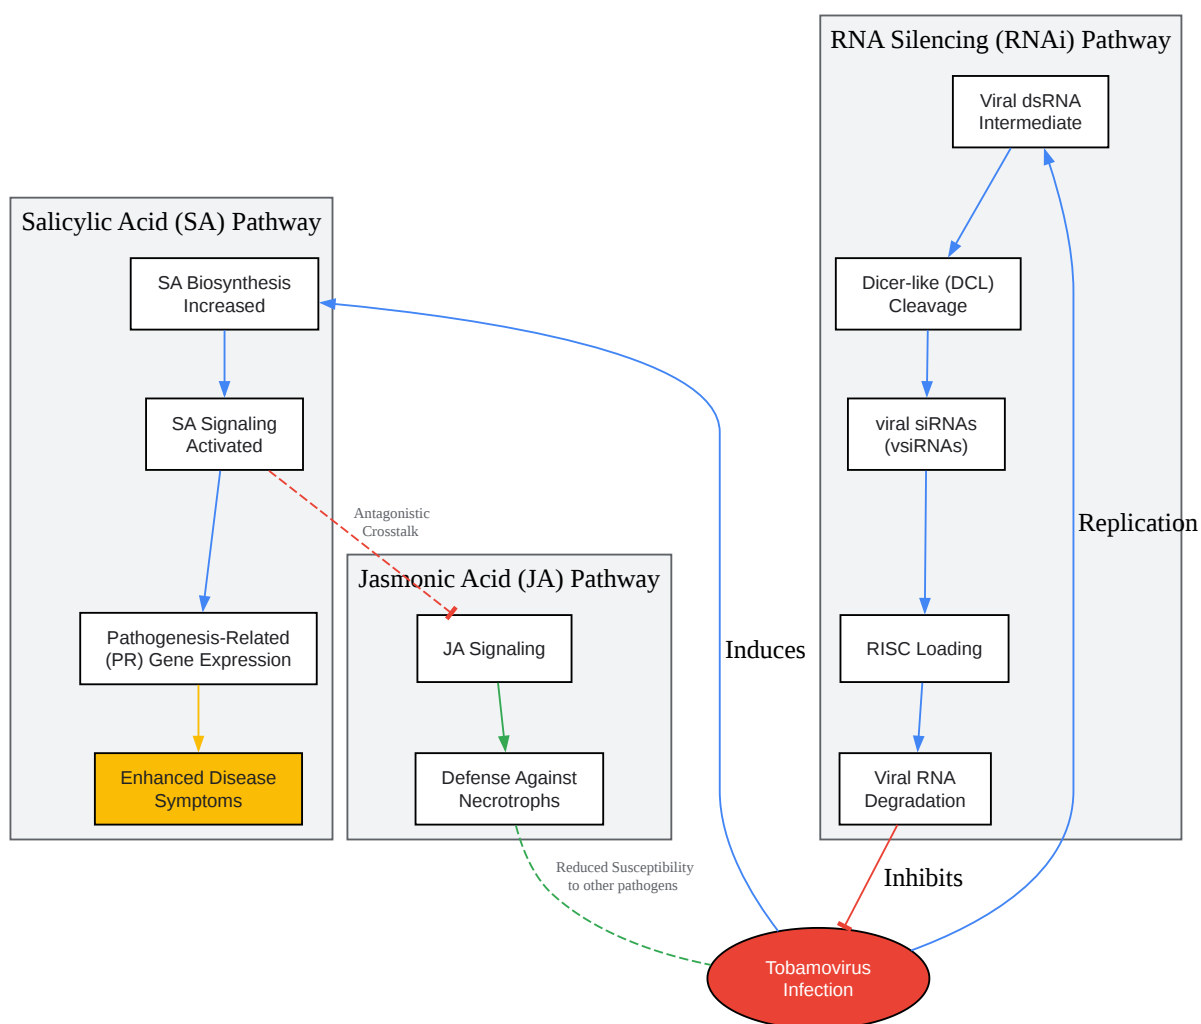 RNA Silencing (RNAi) Pathway
Viral dsRNA
Intermediate
Salicylic Acid (SA) Pathway
SA Biosynthesis
Increased
Dicer-like (DCL)
Cleavage
SA Signaling
Activated
viral siRNAs
(vsiRNAs)
Antagonistic
Crosstalk
Replication
Jasmonic Acid (JA) Pathway
Pathogenesis-Related
(PR) Gene Expression
JA Signaling
Induces
RISC Loading
Enhanced Disease
Symptoms
Defense Against
Necrotrophs
Viral RNA
Degradation
Reduced Susceptibility
to other pathogens
Inhibits
Tobamovirus
Infection